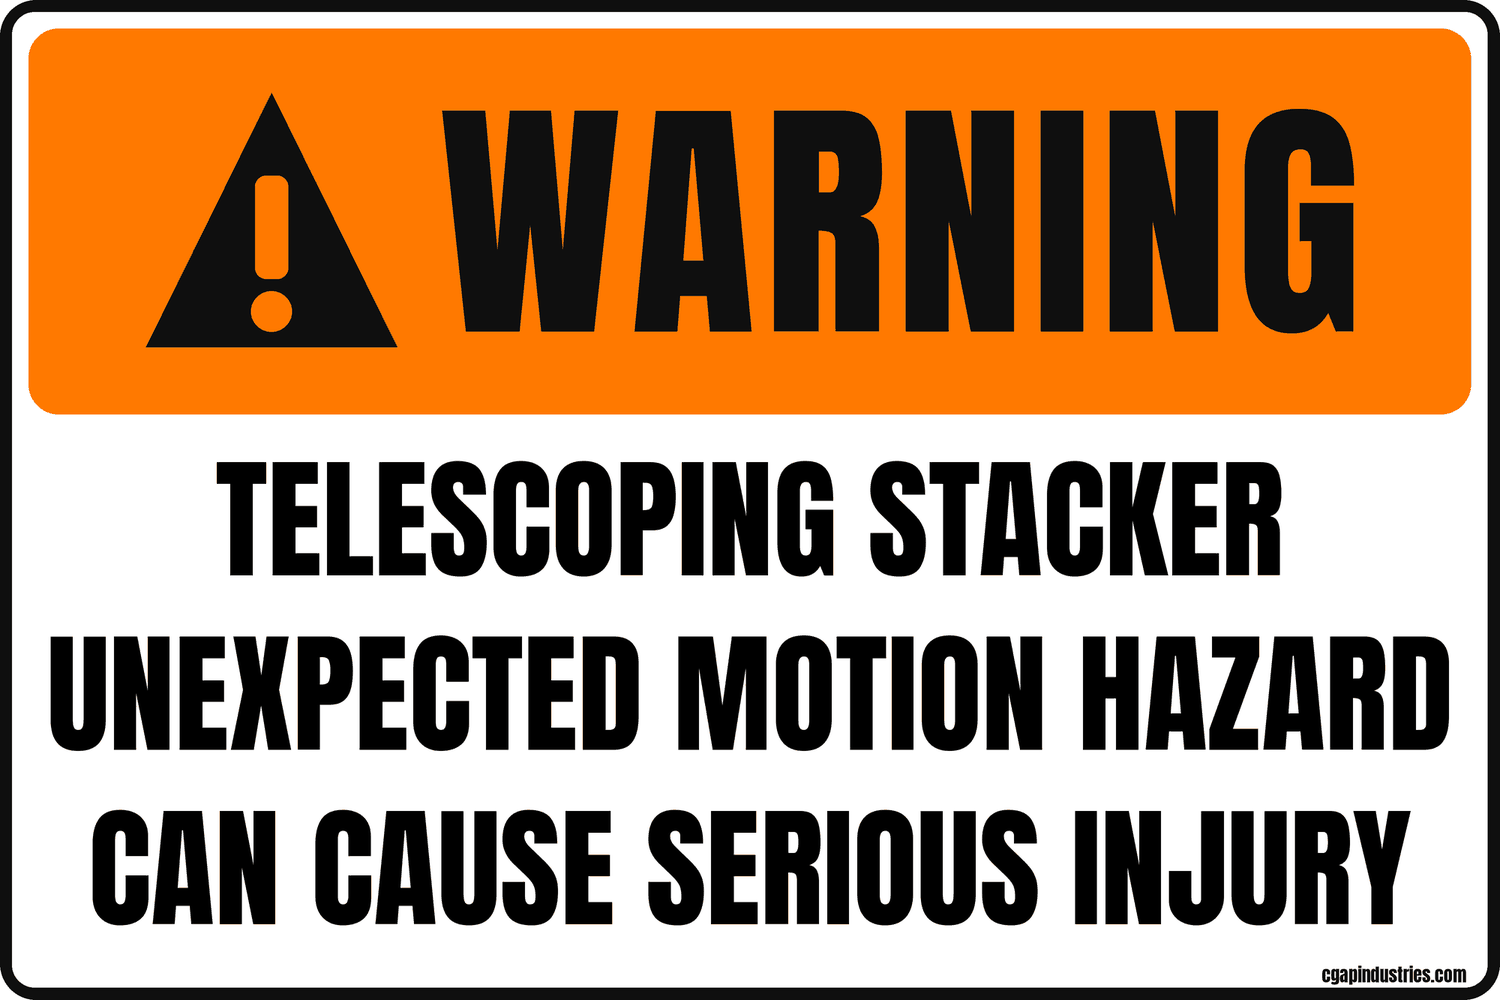 WARNING
TELESCOPING STACKER
UNEXPECTED MOTION HAZARD
CAN CAUSE SERIOUS INJURY
cgapindustries.com